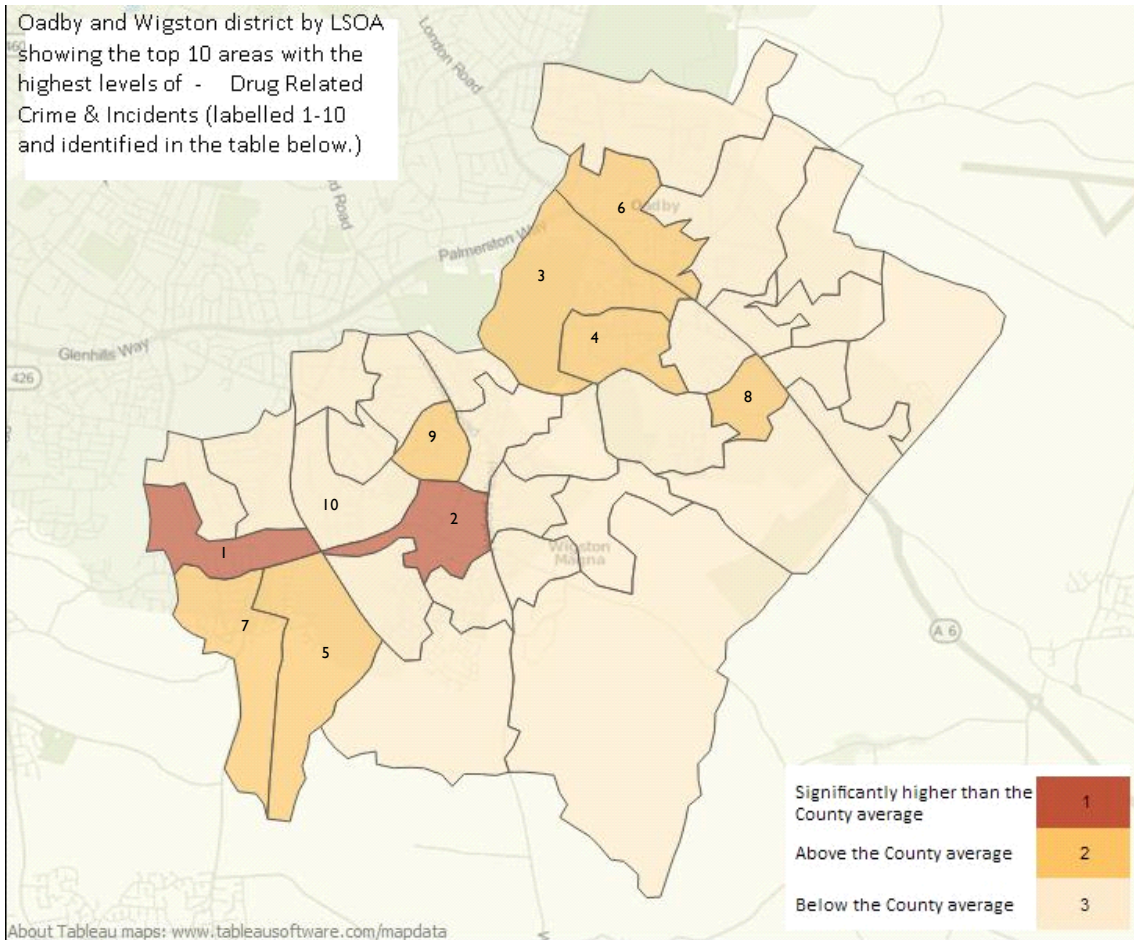 Oadby and Wigston district by LSOA
showing the top 10 areas with the
highest levels of - Drug Related
Crime & Incidents (labelled 1-10
and identified in the table below.)
London Road
Road
Palmerston Way
Oadby
6
3
4
Glenhills Way
426
8
9
10
2
1
Wigston
Magna
7
5
A 6
Significantly higher than the
County average
1
Above the County average
2
Below the County average
3
About Tableau maps: www.tableausoftware.com/mapdata